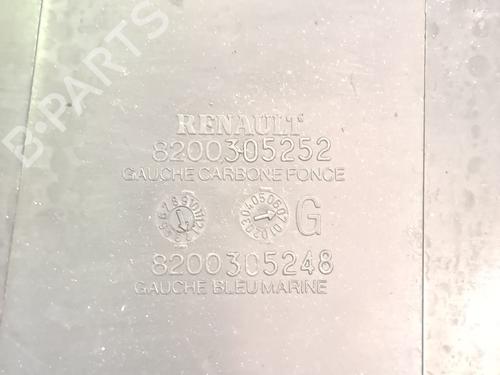 B-PARTS
RENAULT
8200305252
GAUCHE CARBONE FONCE
G
8200305248
GAUCHE BLEU MARINE